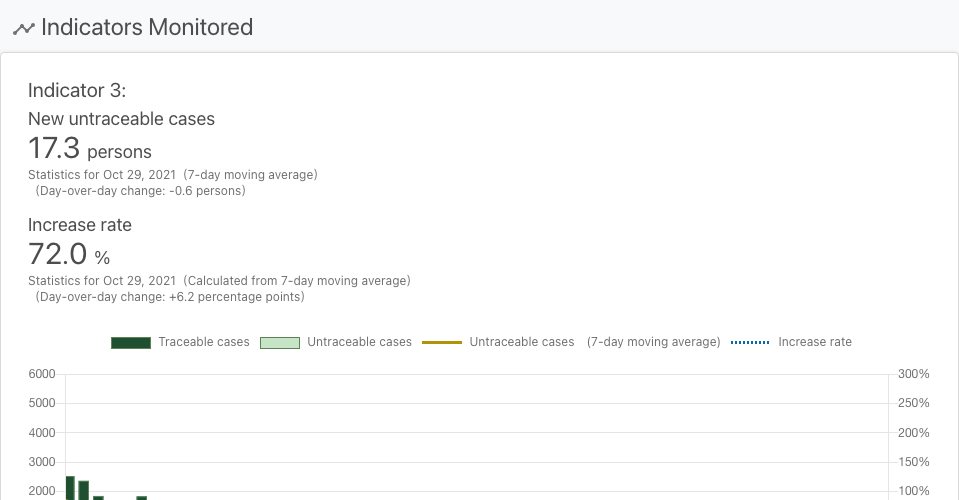 Indicators Monitored
Indicator 3:
New untraceable cases
17.3 persons
Statistics for Oct 29, 2021 (7-day moving average)
(Day-over-day change: -0.6 persons)
Increase rate
72.0 %
Statistics for Oct 29, 2021 (Calculated from 7-day moving average)
(Day-over-day change: +6.2 percentage points)
Traceable cases Untraceable cases Untraceable cases (7-day moving average) Increase rate
6000 300%
5000 250%
4000 200%
3000 150%
2000 100%